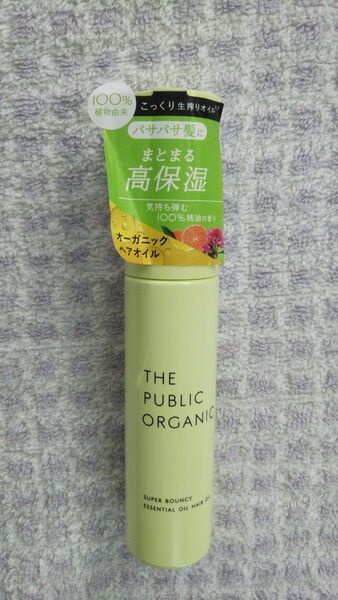 100%
植物由来
こっくり生搾りオイル
パサパサ髪に
まとまる
高保湿
気持ち弾む
100%精油の香り
オーガニック
ヘアオイル
THE
PUBLIC
ORGANIC
SUPER BOUNCY
ESSENTIAL OIL HAIR OIL